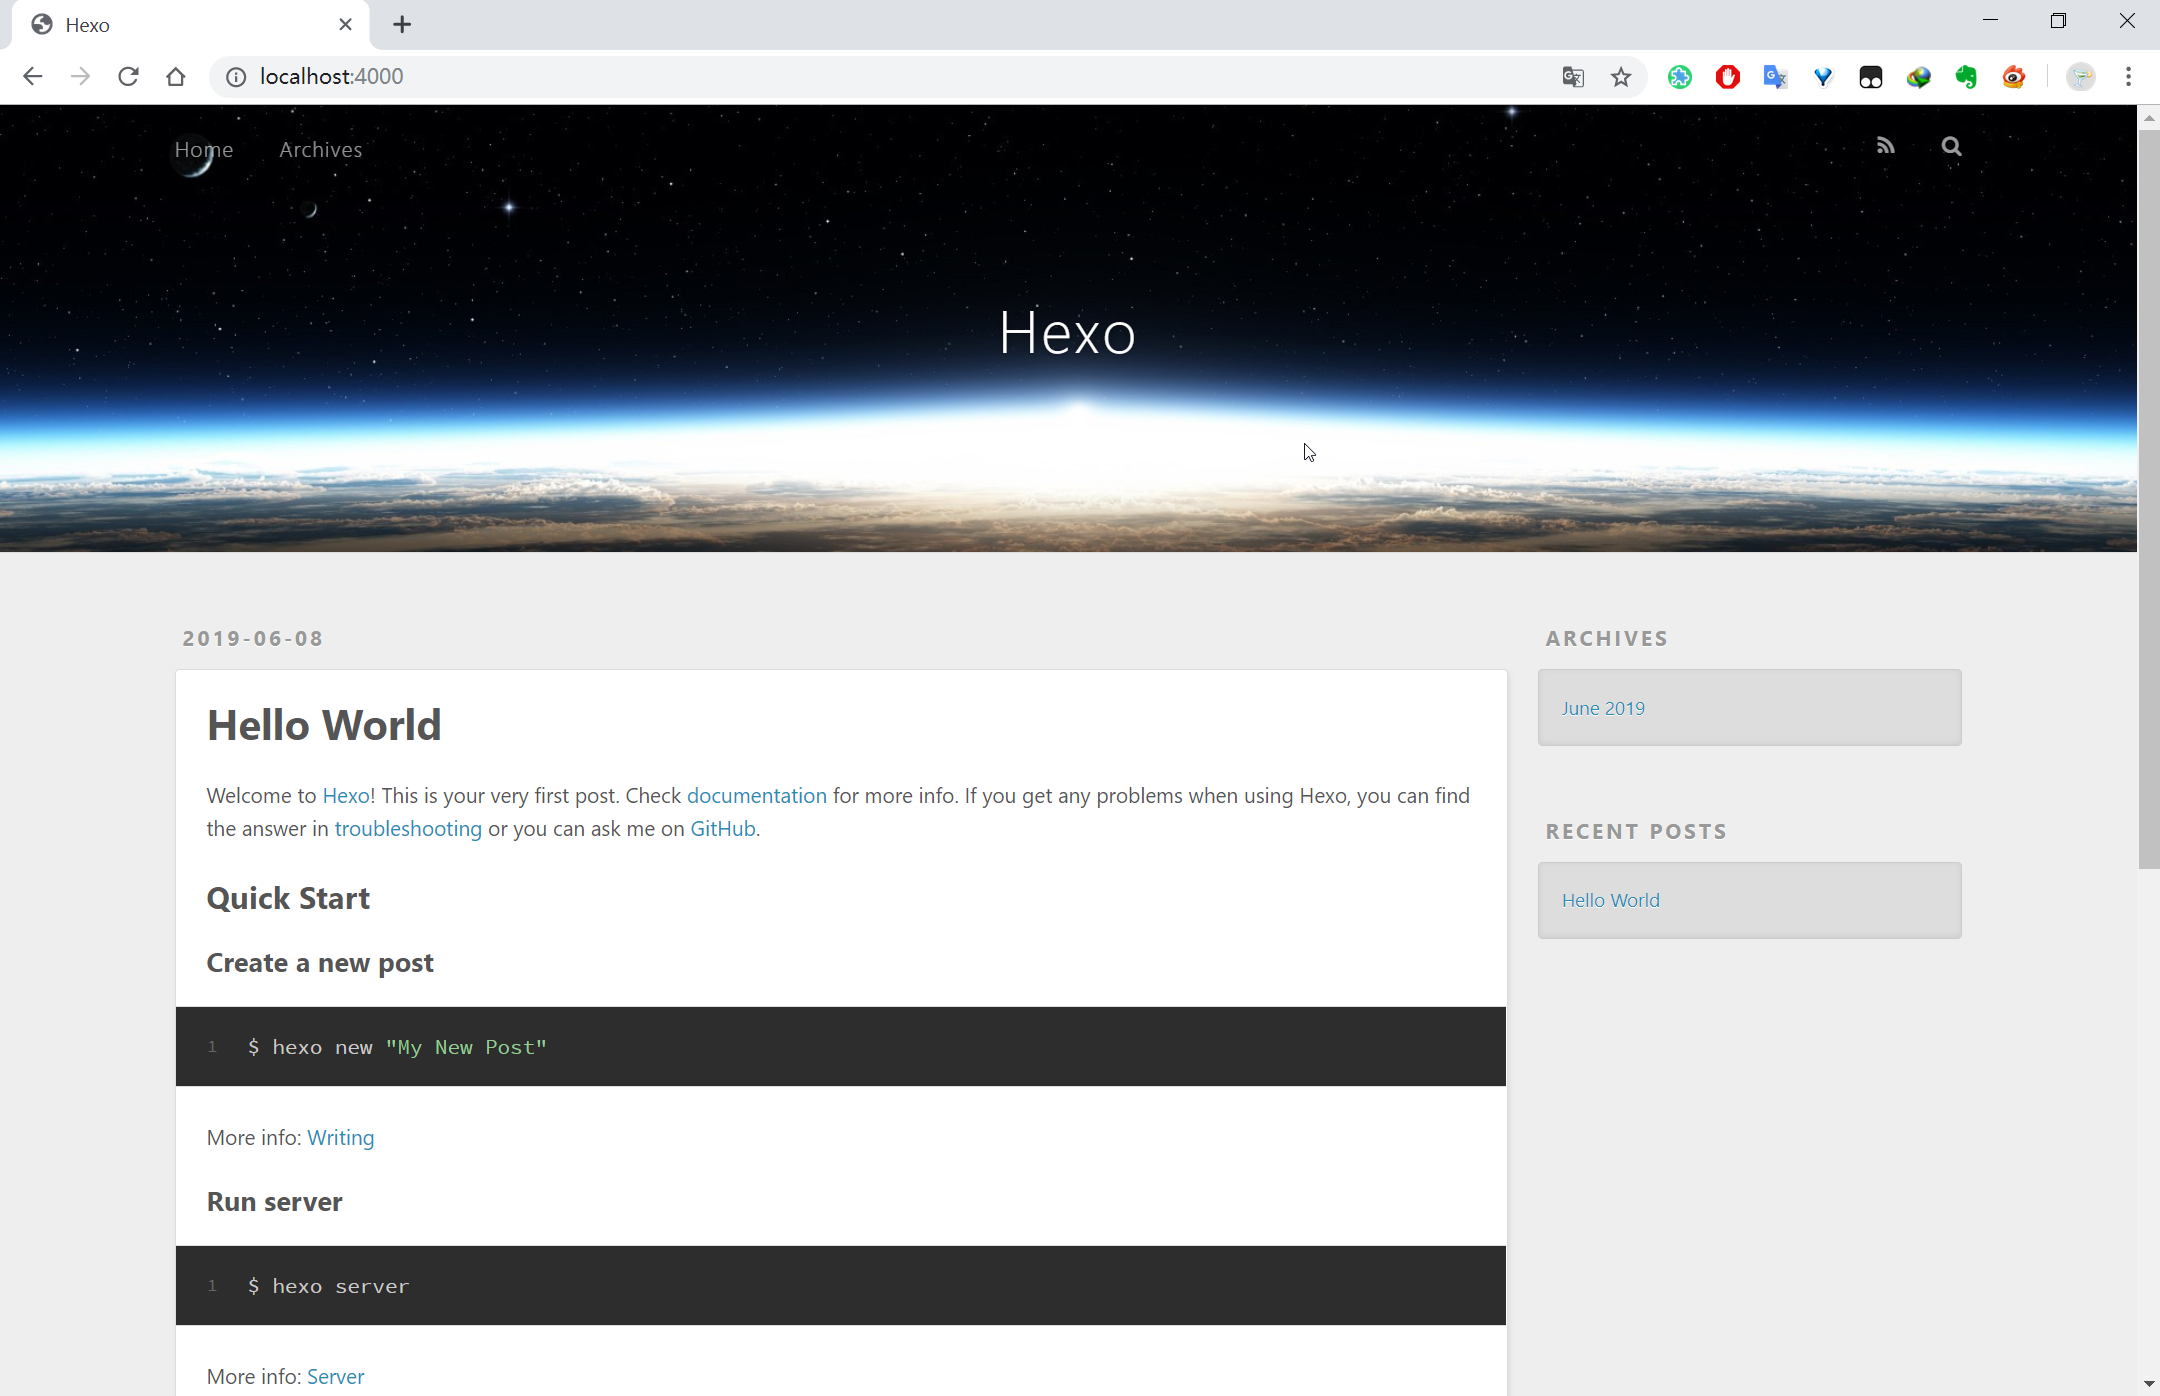 Hexo
localhost:4000
Home Archives
Hexo
2019-06-08
Hello World
Welcome to Hexo! This is your very first post. Check documentation for more info. If you get any problems when using Hexo, you can find
the answer in troubleshooting or you can ask me on GitHub.
Quick Start
Create a new post
1 $ hexo new "My New Post"
More info: Writing
Run server
1 $ hexo server
More info: Server
ARCHIVES
June 2019
RECENT POSTS
Hello World